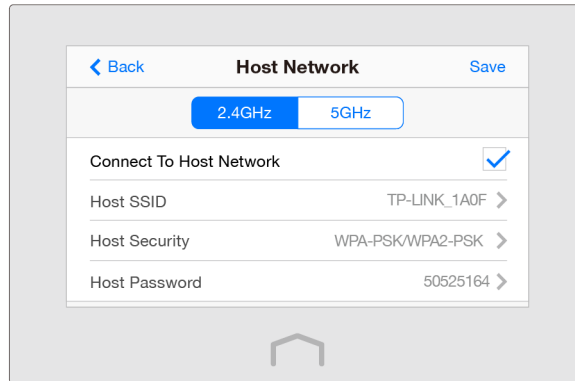 Back Host Network Save
2.4GHz 5GHz
Connect To Host Network
Host SSID TP-LINK_1A0F
Host Security WPA-PSK/WPA2-PSK
Host Password 50525164